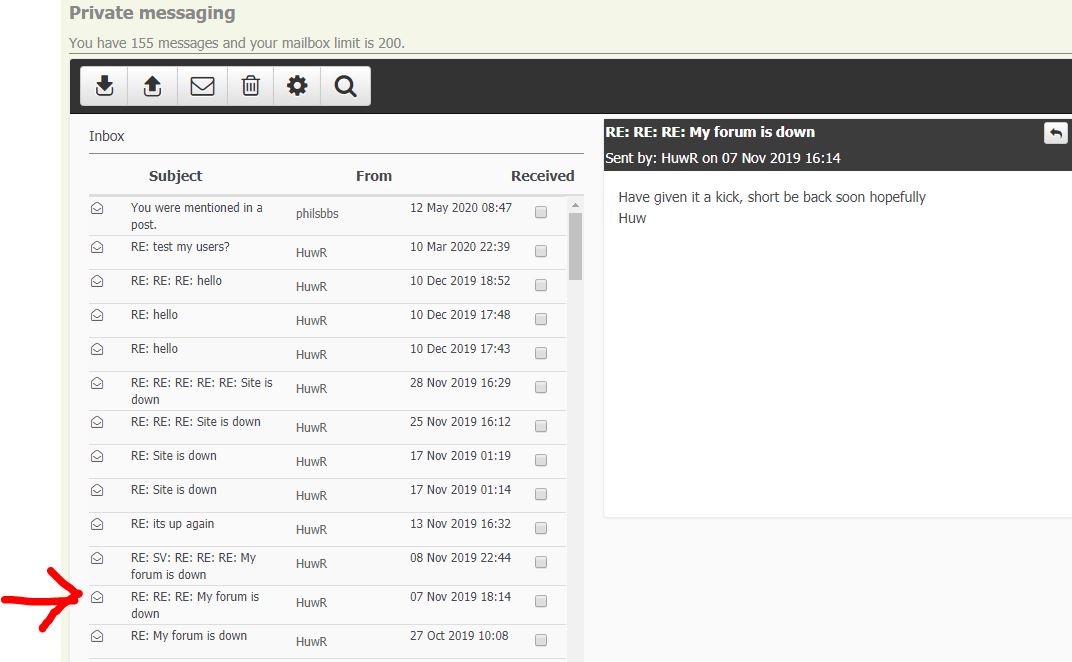 Private messaging
You have 155 messages and your mailbox limit is 200.
Inbox
Subject From Received
You were mentioned in a
post.
philsbbs
12 May 2020 08:47
RE: test my users?
HuwR
10 Mar 2020 22:39
RE: RE: RE: hello
HuwR
10 Dec 2019 18:52
RE: hello
HuwR
10 Dec 2019 17:48
RE: hello
HuwR
10 Dec 2019 17:43
RE: RE: RE: RE: RE: Site is
down
HuwR
28 Nov 2019 16:29
RE: RE: RE: Site is down
HuwR
25 Nov 2019 16:12
RE: Site is down
HuwR
17 Nov 2019 01:19
RE: Site is down
HuwR
17 Nov 2019 01:14
RE: its up again
HuwR
13 Nov 2019 16:32
RE: SV: RE: RE: RE: My
forum is down
HuwR
08 Nov 2019 22:44
RE: RE: RE: My forum is
down
HuwR
07 Nov 2019 18:14
RE: My forum is down
HuwR
27 Oct 2019 10:08
RE: RE: RE: My forum is down
Sent by: HuwR on 07 Nov 2019 16:14
Have given it a kick, short be back soon hopefully
Huw